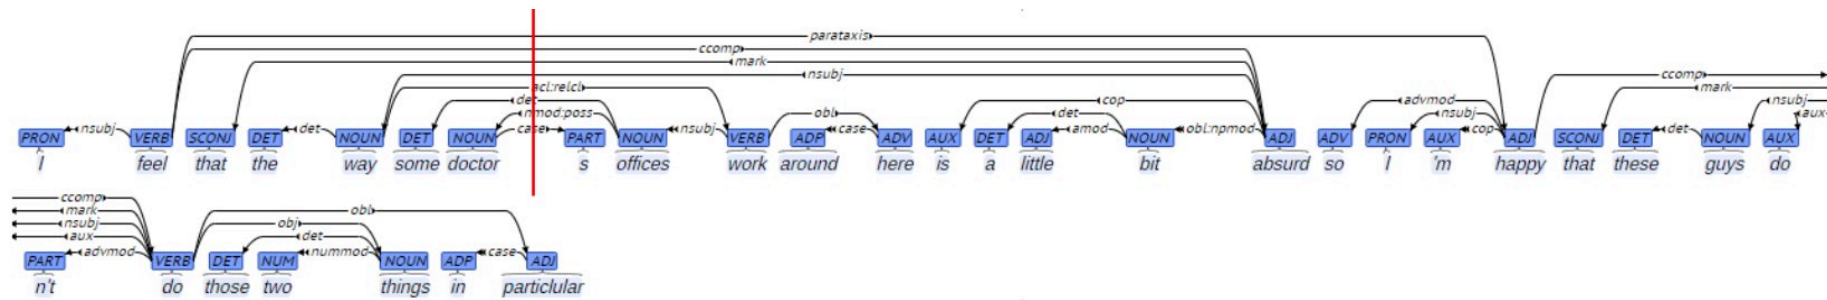 parataxis
ccomp
mark
nsubj ccomp
acl:relcl mark
det obl cop advmod nsubj
nmod:poss det nsubj aux
PRON nsubj VERB SCONJ DET det NOUN DET NOUN case PART NOUN nsubj VERB ADP case ADV AUX DET ADJ amod NOUN obl:npmod ADJ ADV PRON AUX cop ADJ SCONJ DET det NOUN AUX
I feel that the way some doctor s offices work around here is a little bit absurd so I 'm happy that these guys do
ccomp
mark obl
nsubj obj
aux det
PART advmod VERB DET NUM nummod NOUN ADP case ADJ
n't do those two things in particlular